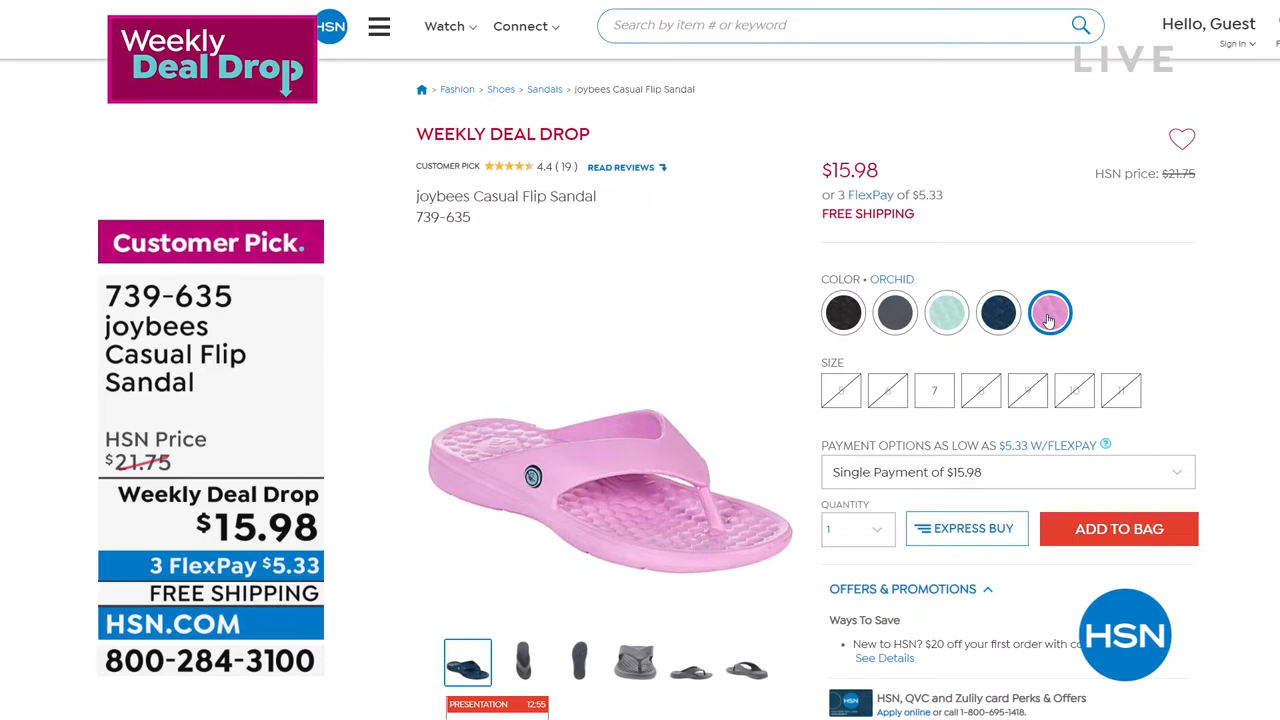 Weekly
Deal Drop
HSN
Watch
Connect
Search by item # or keyword
Hello, Guest
Sign In
LIVE
> Fashion > Shoes > Sandals > joybees Casual Flip Sandal
WEEKLY DEAL DROP
CUSTOMER PICK 4.4 ( 19 ) READ REVIEWS
joybees Casual Flip Sandal
739-635
$15.98
HSN price: $21.75
or 3 FlexPay of $5.33
FREE SHIPPING
COLOR • ORCHID
SIZE
5 6 7 8 9 10 11
PAYMENT OPTIONS AS LOW AS $5.33 W/FLEXPAY ?
Single Payment of $15.98
QUANTITY
1
EXPRESS BUY
ADD TO BAG
OFFERS & PROMOTIONS
Ways To Save
• New to HSN? $20 off your first order with
See Details
HSN
HSN, QVC and Zulily card Perks & Offers
Apply online or call 1-800-695-1418.
Customer Pick.
739-635
joybees
Casual Flip
Sandal
HSN Price
$21.75
Weekly Deal Drop
$15.98
3 FlexPay $5.33
FREE SHIPPING
HSN.COM
800-284-3100
PRESENTATION 12:55